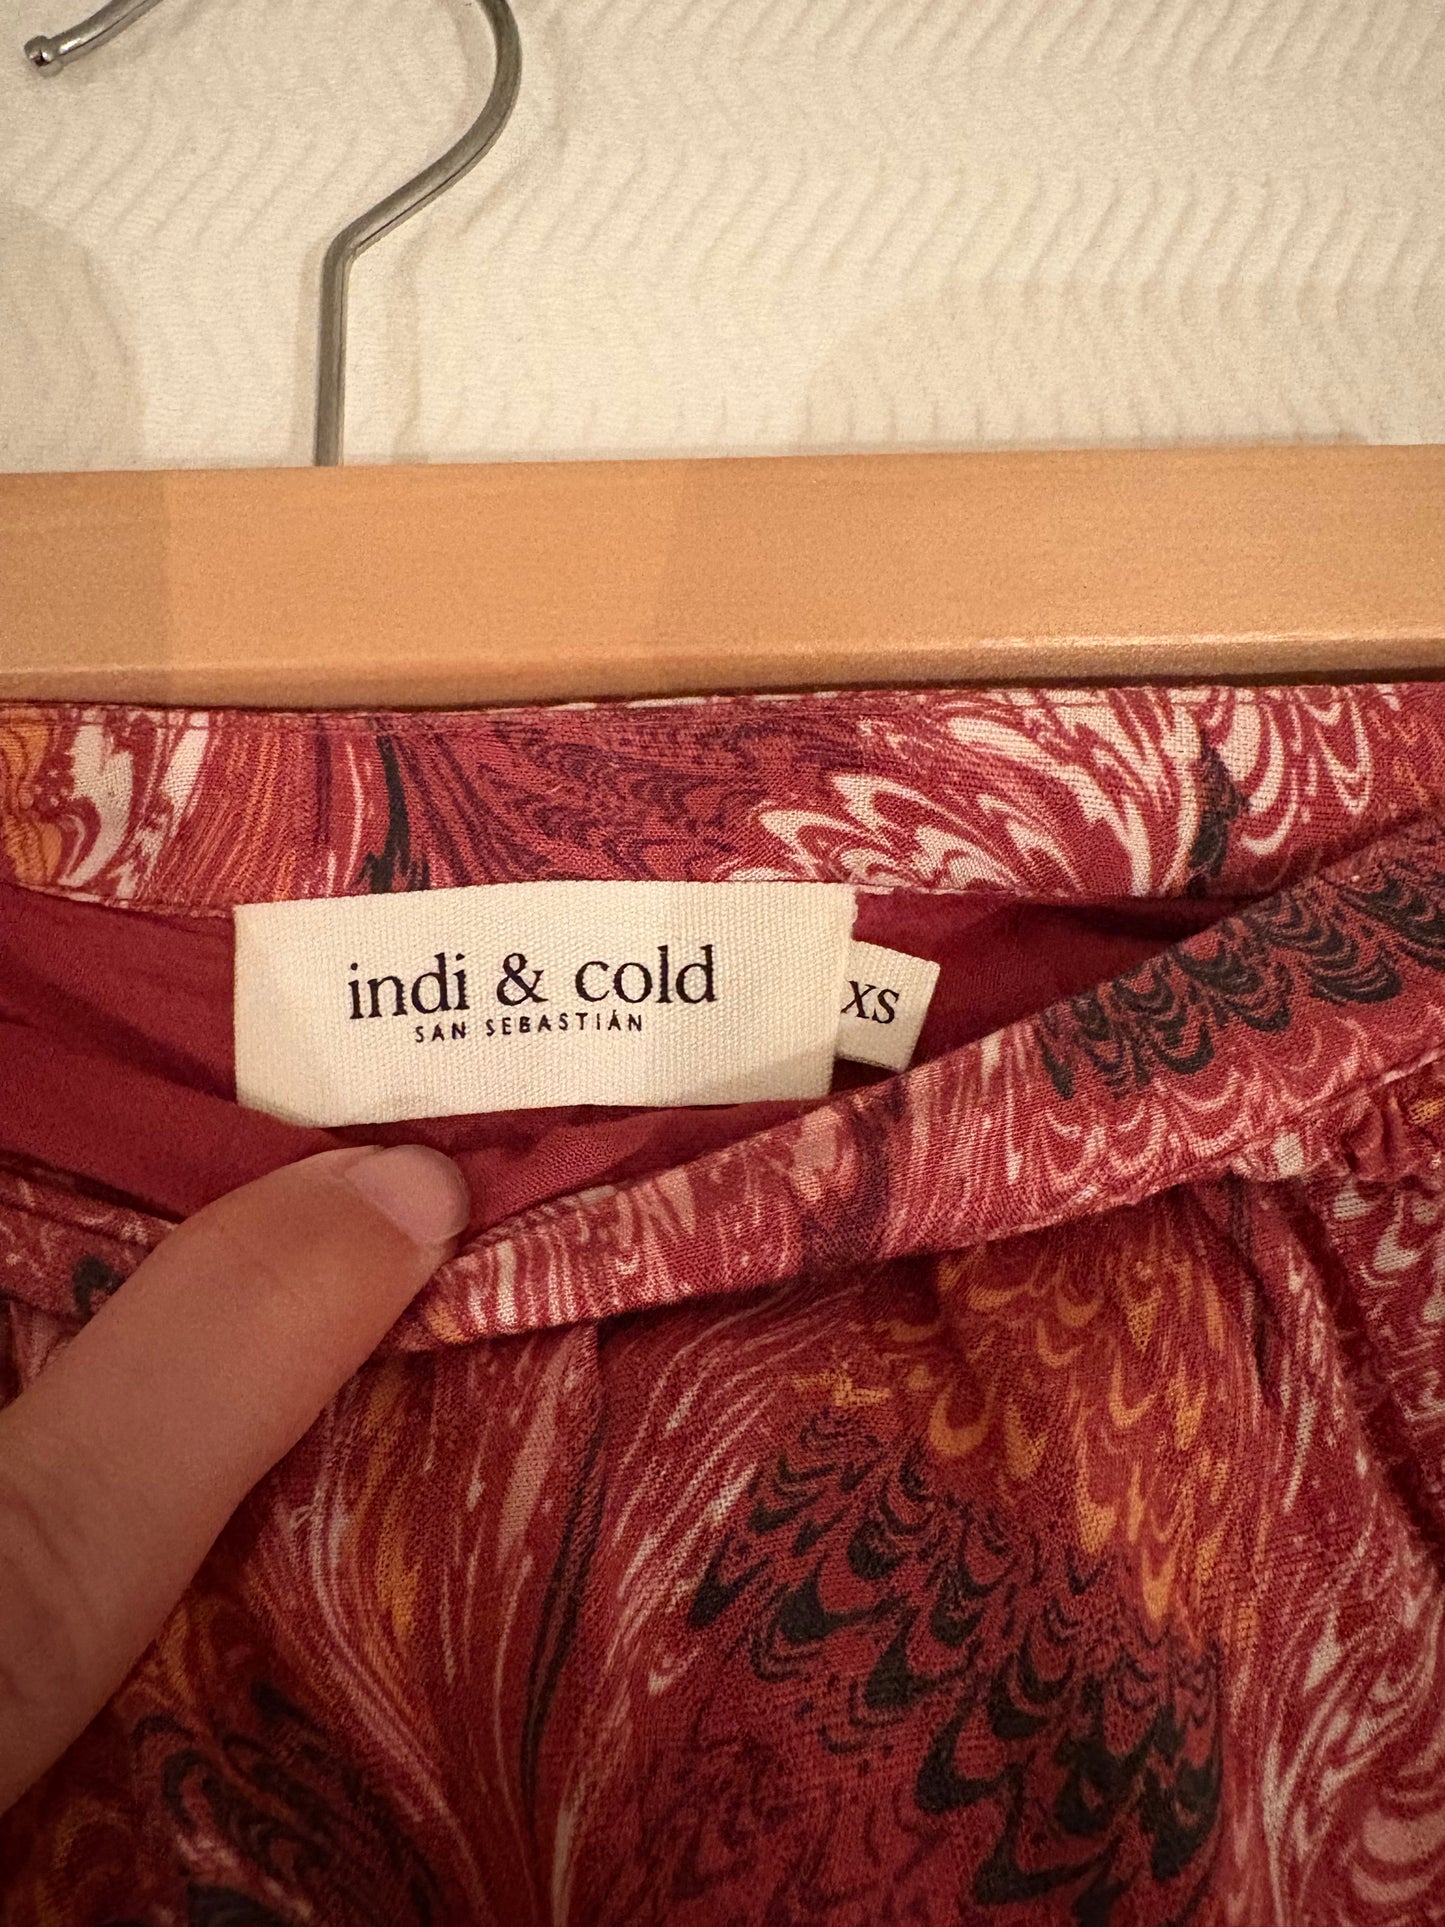 indi & cold
SAN SEBASTIÁN
XS